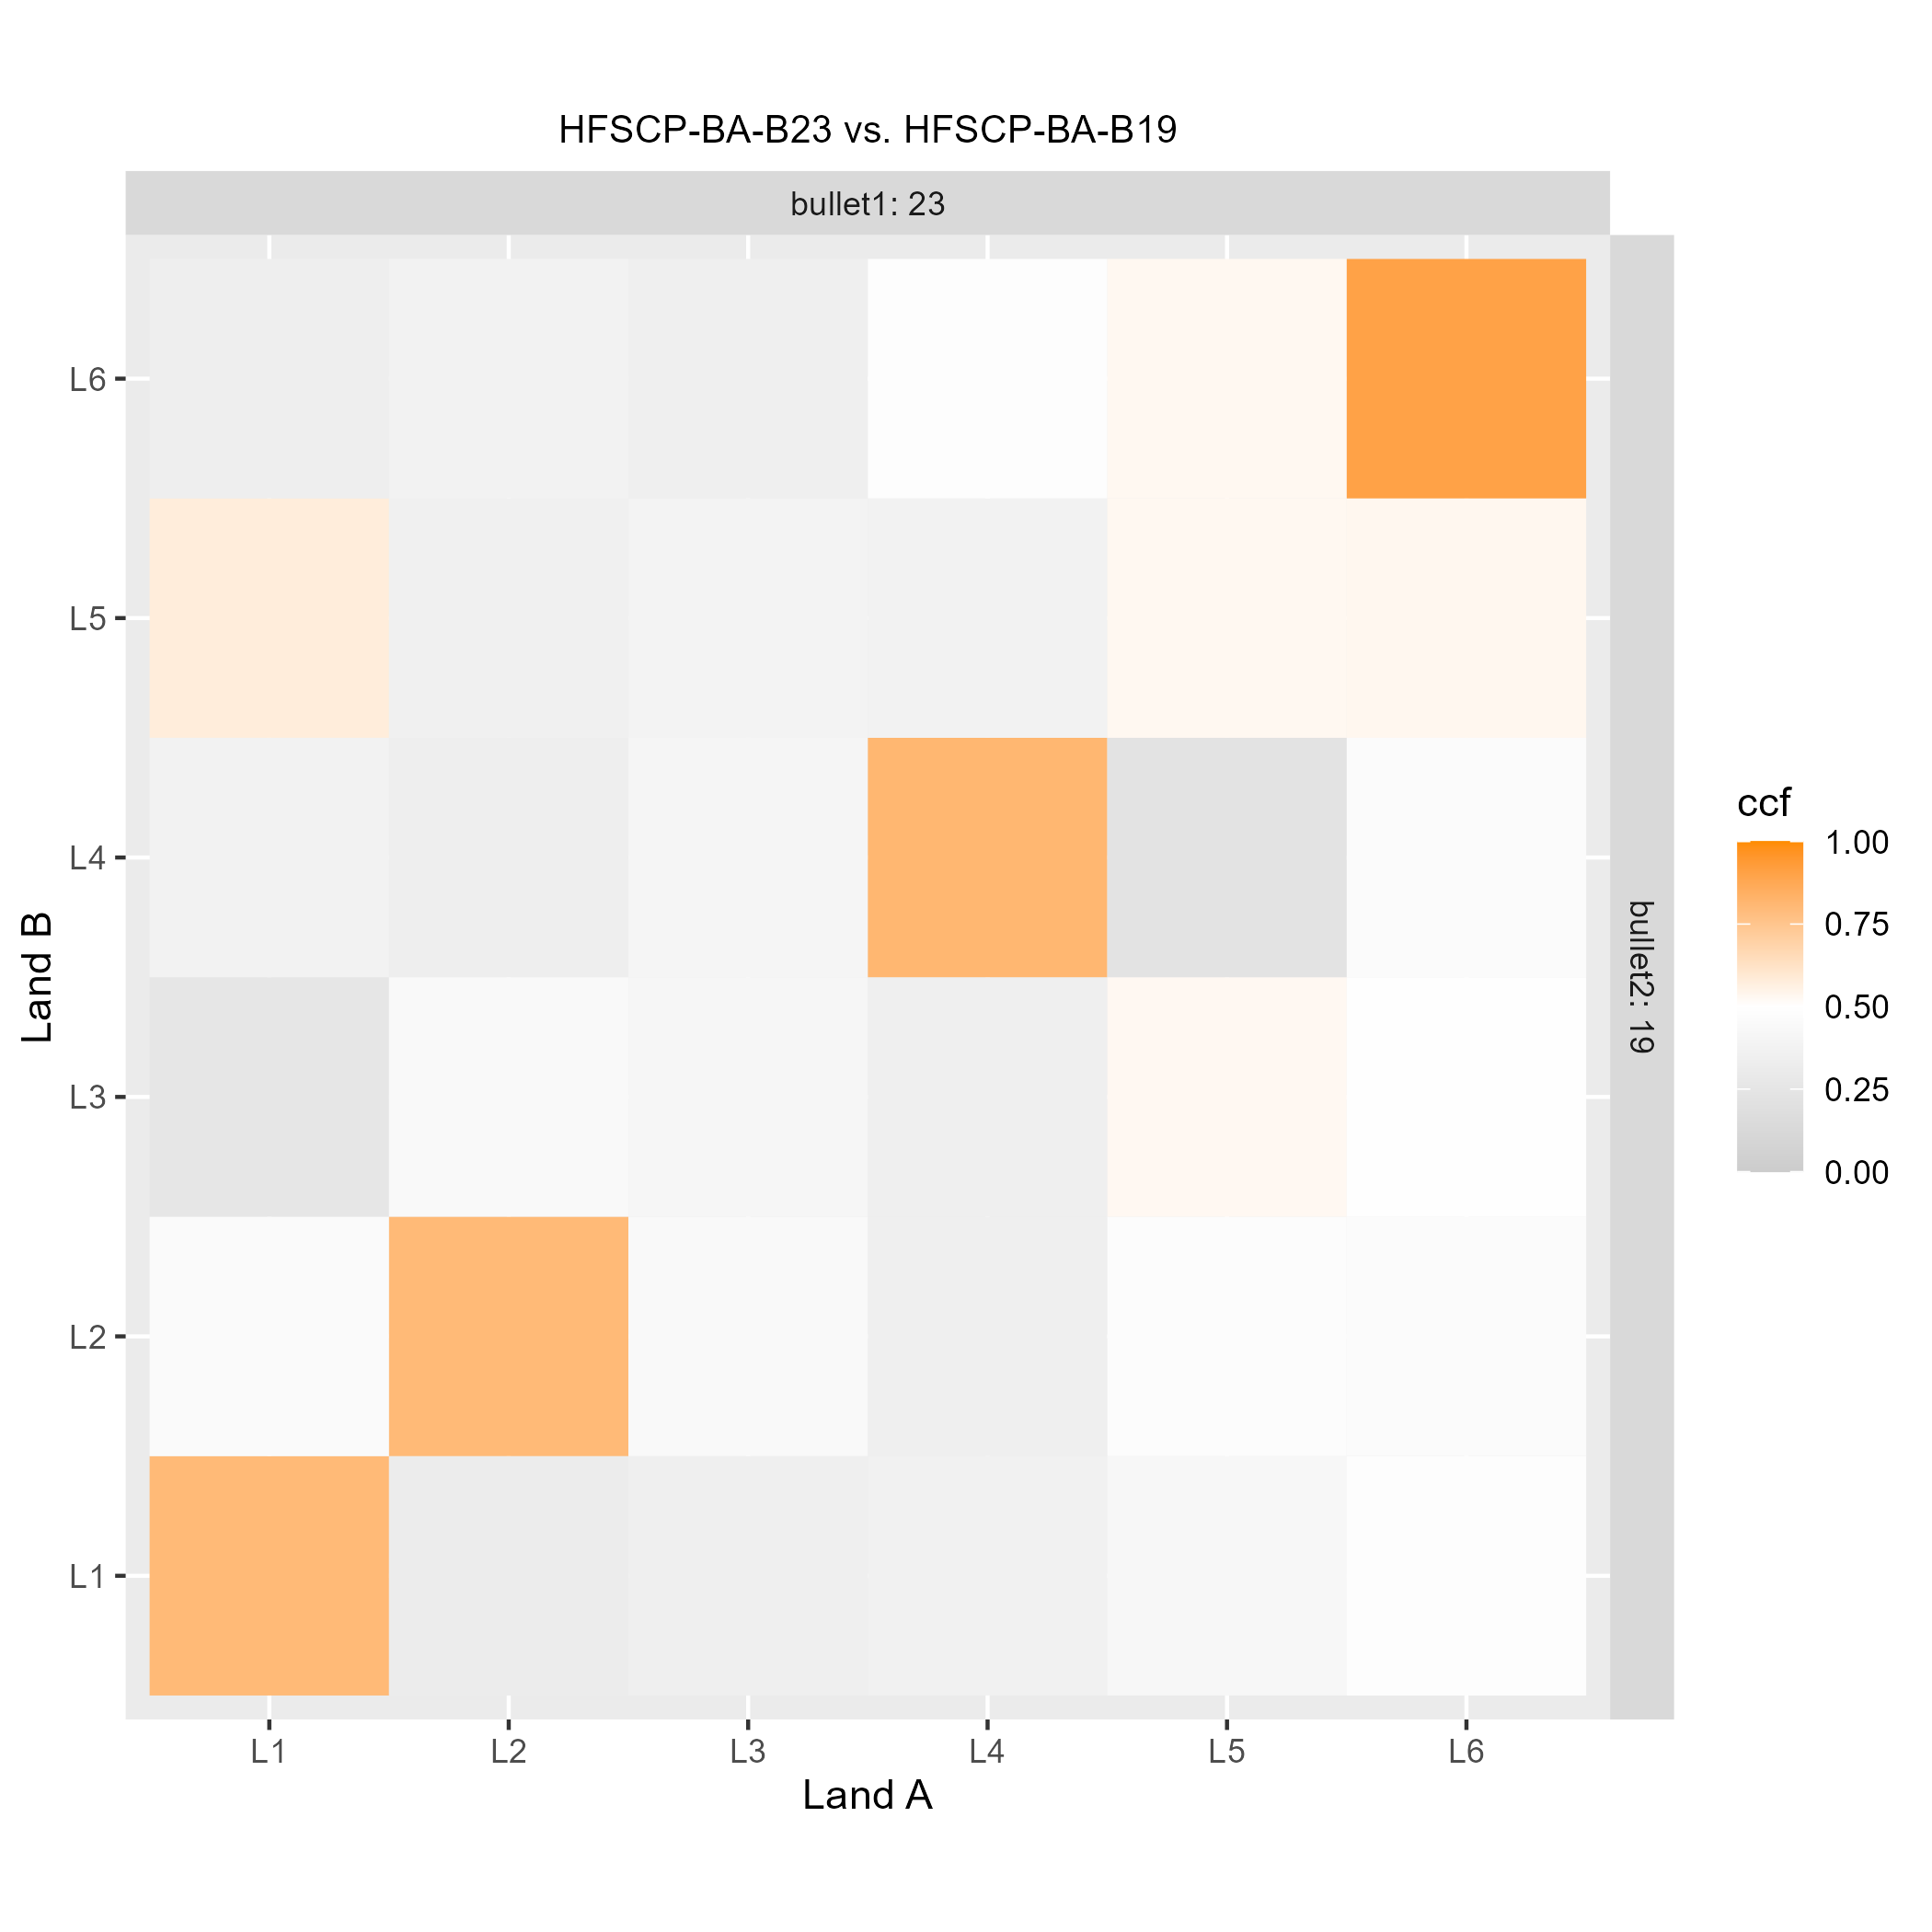 HFSCP-BA-B23 vs. HFSCP-BA-B19
bullet1: 23
L6
L5
L4
L3
L2
L1
Land B
bullet2: 19
L1 L2 L3 L4 L5 L6
Land A
ccf
1.00
0.75
0.50
0.25
0.00